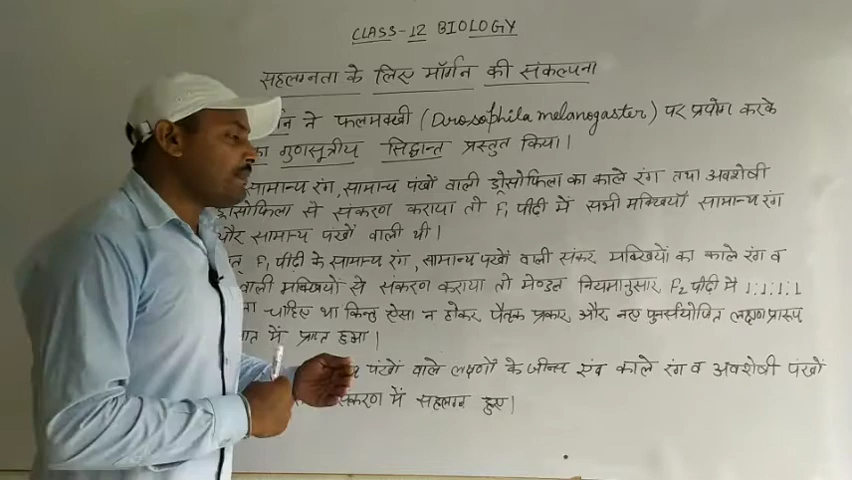 CLASS-12 BIOLOGY
सहलग्नता के लिए मॉर्गन की संकल्पना
ने फलमक्खी (Drosophila melanogaster) पर प्रयोग करके
गुणसूत्रीय सिद्धान्त प्रस्तुत किया।
सामान्य रंग, सामान्य पंखों वाली ड्रोसोफिला का काले रंग तथा अवशेषी
ड्रोसोफिला से संकरण कराया तो F₁ पीढ़ी में सभी मक्खियाँ सामान्य रंग
और सामान्य पंखों वाली थी।
F₁ पीढ़ी के सामान्य रंग, सामान्य पंखों वाली संकर मक्खियों का काले रंग व
वाली मक्खियों से संकरण कराया तो मेण्डल नियमानुसार F₂ पीढ़ी में 1:1:1:1
चाहिए था किन्तु ऐसा न होकर पैतृक प्रकार और नए पुनर्संयोजित लक्षण प्रारूप
में प्राप्त हुआ।
पंखों वाले लक्षणों के जीन्स एंव काले रंग व अवशेषी पंखों
संकरण में सहलग्न हुए।